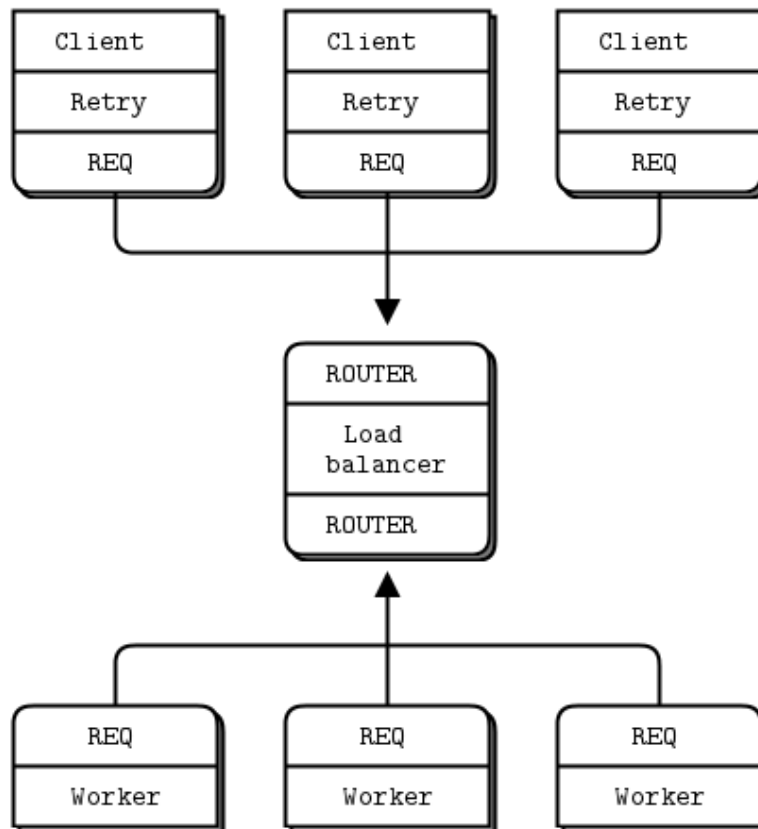 Client Client Client
Retry Retry Retry
REQ REQ REQ
ROUTER
Load
balancer
ROUTER
REQ REQ REQ
Worker Worker Worker